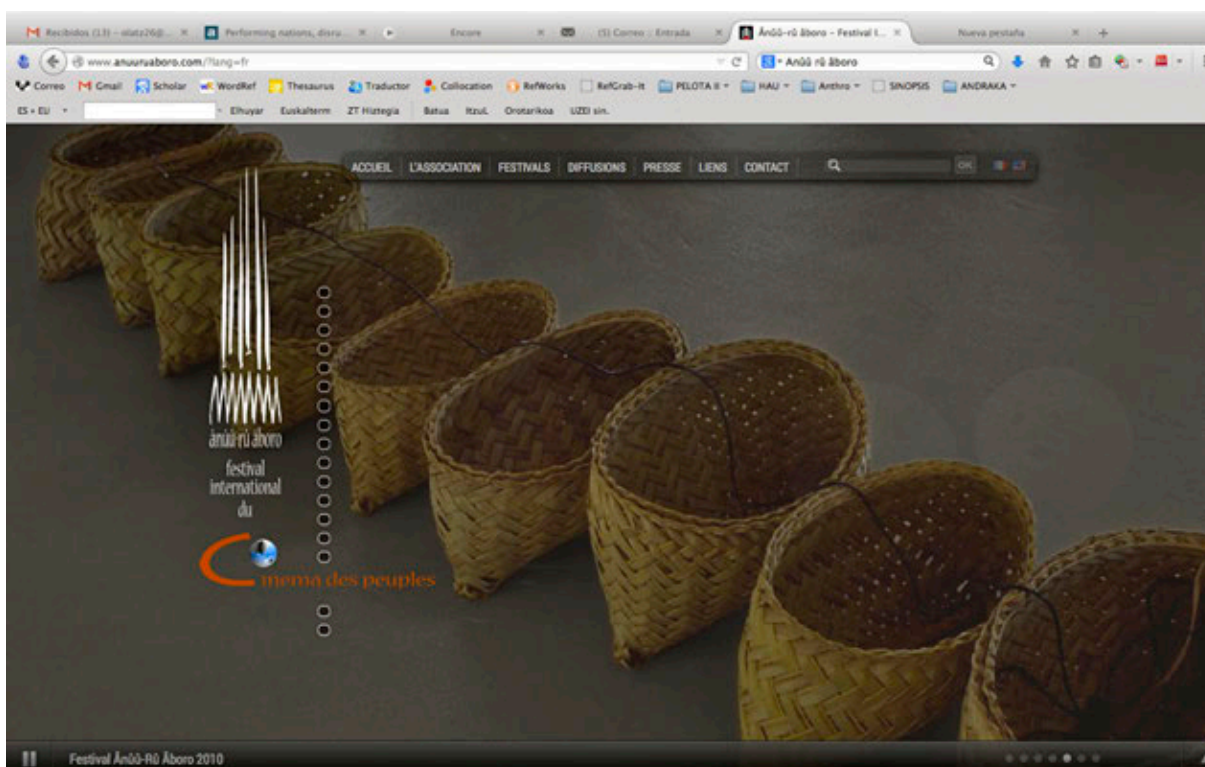 Recibidos (13) – olatz26@...
Performing nations, disru...
Encore
(5) Correo :: Entrada
Ânûû-rû âboro – Festival I...
Nueva pestaña
www.anuuruaboro.com/?lang=fr
Anûû rû âboro
Correo Gmail Scholar WordRef Thesaurus Traductor Collocation RefWorks RefGrab-It PELOTA II HAU Anthro SINOPSIS ANDRAKA
ES > EU Elhuyar Euskalterm ZT Hiztegia Batua Itzul. Orotarikoa UZEI sin.
ACCUEIL L'ASSOCIATION FESTIVALS DIFFUSIONS PRESSE LIENS CONTACT OK
ânûû-rû âboro
festival
international
du
Cinema des peuples
Festival Ânûû-Rû Âboro 2010